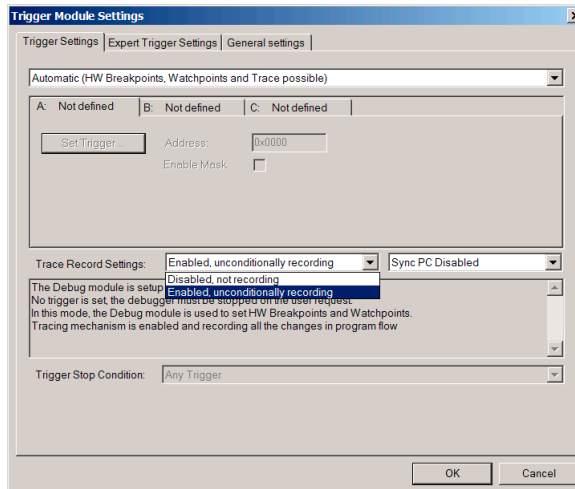 Trigger Module Settings
Trigger Settings Expert Trigger Settings General settings
Automatic (HW Breakpoints, Watchpoints and Trace possible)
A: Not defined B: Not defined C: Not defined
Set Trigger ... Address: 0x0000
Enable Mask
Trace Record Settings: Enabled, unconditionally recording Sync PC Disabled
Disabled, not recording
Enabled, unconditionally recording
The Debug module is setup
No trigger is set, the debugger must be stopped on the user request.
In this mode, the Debug module is used to set HW Breakpoints and Watchpoints.
Tracing mechanism is enabled and recording all the changes in program flow
Trigger Stop Condition: Any Trigger
OK Cancel